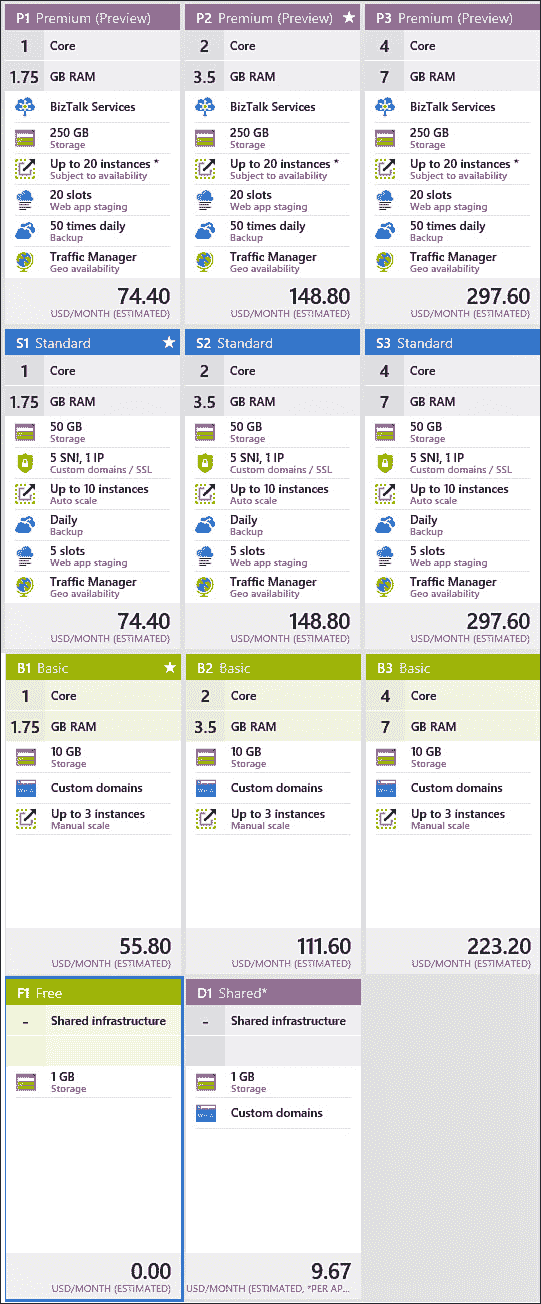 P1 Premium (Preview)
1 Core
1.75 GB RAM
BizTalk Services
250 GB
Storage
Up to 20 instances *
Subject to availability
20 slots
Web app staging
50 times daily
Backup
Traffic Manager
Geo availability
74.40
USD/MONTH (ESTIMATED)
P2 Premium (Preview)
2 Core
3.5 GB RAM
BizTalk Services
250 GB
Storage
Up to 20 instances *
Subject to availability
20 slots
Web app staging
50 times daily
Backup
Traffic Manager
Geo availability
148.80
USD/MONTH (ESTIMATED)
P3 Premium (Preview)
4 Core
7 GB RAM
BizTalk Services
250 GB
Storage
Up to 20 instances *
Subject to availability
20 slots
Web app staging
50 times daily
Backup
Traffic Manager
Geo availability
297.60
USD/MONTH (ESTIMATED)
S1 Standard
1 Core
1.75 GB RAM
50 GB
Storage
5 SNI, 1 IP
Custom domains / SSL
Up to 10 instances
Auto scale
Daily
Backup
5 slots
Web app staging
Traffic Manager
Geo availability
74.40
USD/MONTH (ESTIMATED)
S2 Standard
2 Core
3.5 GB RAM
50 GB
Storage
5 SNI, 1 IP
Custom domains / SSL
Up to 10 instances
Auto scale
Daily
Backup
5 slots
Web app staging
Traffic Manager
Geo availability
148.80
USD/MONTH (ESTIMATED)
S3 Standard
4 Core
7 GB RAM
50 GB
Storage
5 SNI, 1 IP
Custom domains / SSL
Up to 10 instances
Auto scale
Daily
Backup
5 slots
Web app staging
Traffic Manager
Geo availability
297.60
USD/MONTH (ESTIMATED)
B1 Basic
1 Core
1.75 GB RAM
10 GB
Storage
Custom domains
Up to 3 instances
Manual scale
55.80
USD/MONTH (ESTIMATED)
B2 Basic
2 Core
3.5 GB RAM
10 GB
Storage
Custom domains
Up to 3 instances
Manual scale
111.60
USD/MONTH (ESTIMATED)
B3 Basic
4 Core
7 GB RAM
10 GB
Storage
Custom domains
Up to 3 instances
Manual scale
223.20
USD/MONTH (ESTIMATED)
F1 Free
- Shared infrastructure
1 GB
Storage
0.00
USD/MONTH (ESTIMATED)
D1 Shared*
- Shared infrastructure
1 GB
Storage
Custom domains
9.67
USD/MONTH (ESTIMATED, *PER AP...